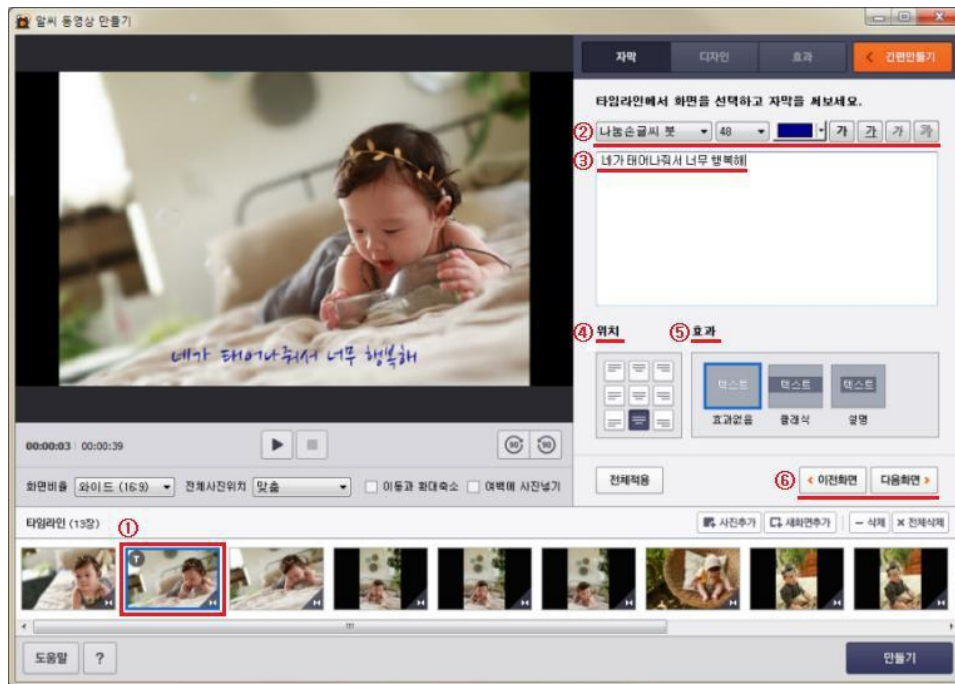 알씨 동영상 만들기
자막 디자인 효과 < 간편만들기
타임라인에서 화면을 선택하고 자막을 써보세요.
② 나눔손글씨 붓 48 가 가 가 가
③ 네가 태어나줘서 너무 행복해
네가 태어나줘서 너무 행복해
④ 위치 ⑤ 효과
텍스트 텍스트 텍스트
효과없음 클래식 설명
00:00:03 00:00:39 90 90
화면비율 와이드 (16:9) 전체사진위치 맞춤 이동과 확대축소 여백에 사진넣기
전체적용 ⑥ < 이전화면 다음화면 >
타임라인 (13장) ① 사진추가 새화면추가 − 삭제 × 전체삭제
T
도움말 ? 만들기